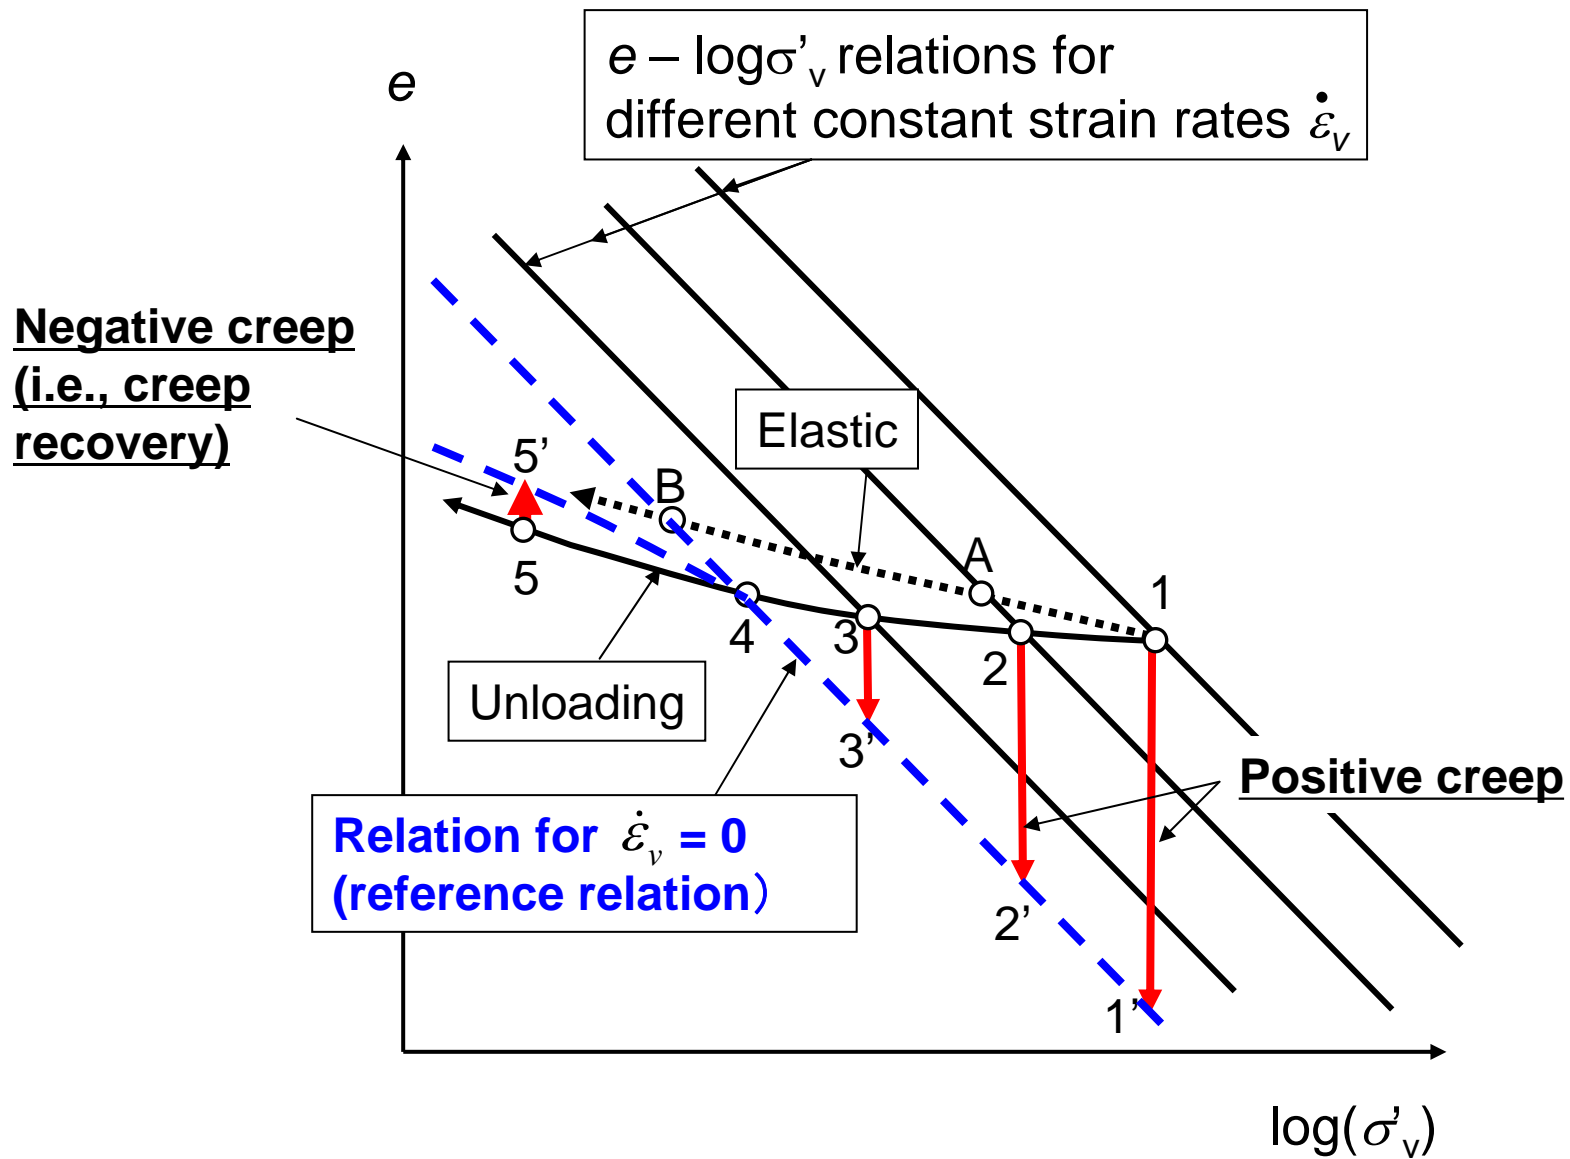 e – logσ'v relations for
different constant strain rates ε̇v
e
Negative creep
(i.e., creep
recovery)
Elastic
5’
B
A
1
5
4
3
2
Unloading
3’
Positive creep
Relation for ε̇v = 0
(reference relation）
2’
1’
log(σ’v)